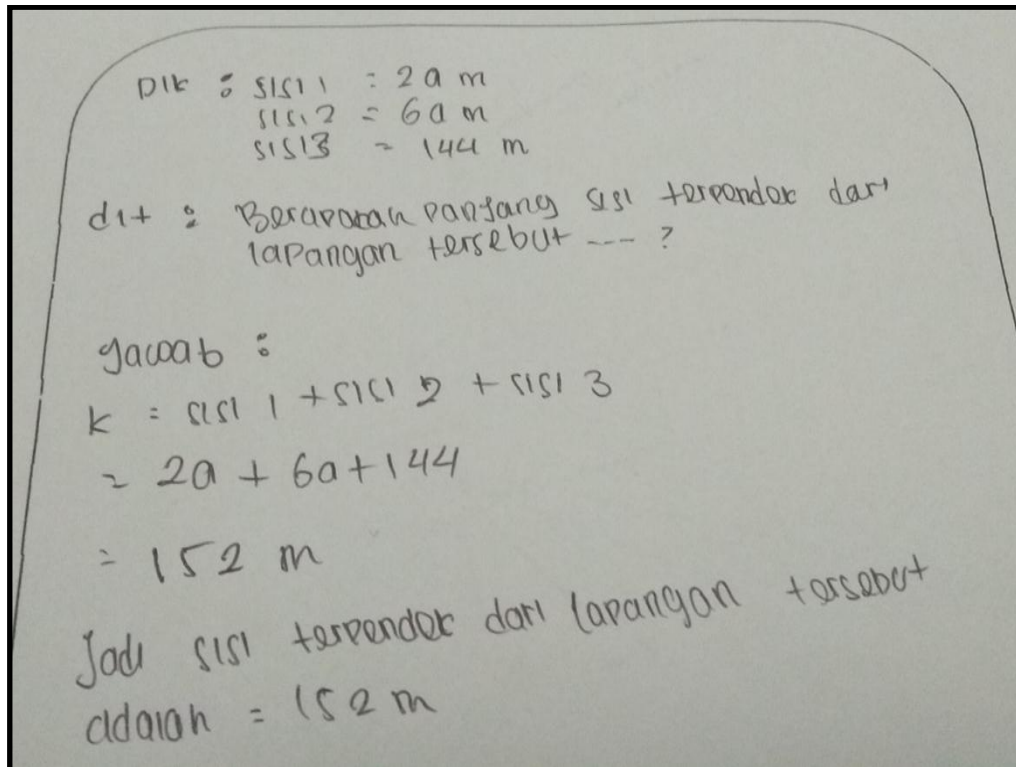 Dik : sisi 1 : 2a m
sisi 2 = 6a m
sisi 3 = 144 m
dit : Berapakah panjang sisi terpendek dari
lapangan tersebut ---- ?
Jawab :
k = sisi 1 + sisi 2 + sisi 3
= 2a + 6a + 144
= 152 m
Jadi sisi terpendek dari lapangan tersebut
adalah = 152 m